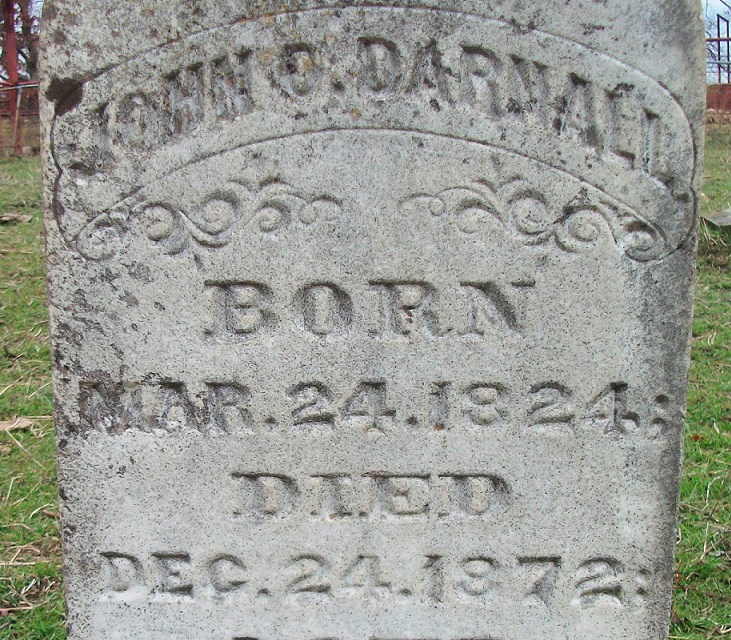 JOHN C. DARNALL
BORN
MAR. 24. 1824:
DIED
DEC. 24. 1872: